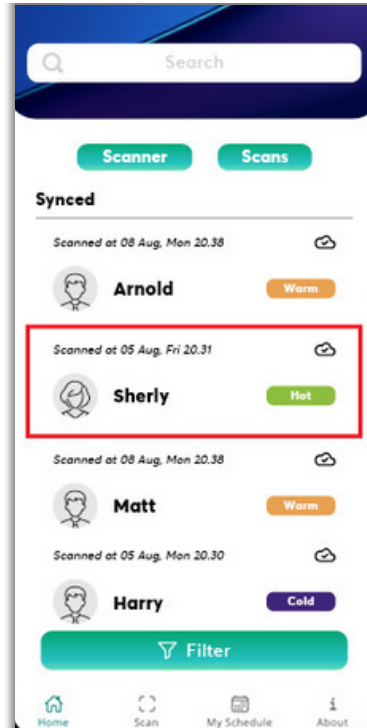 Search
Scanner Scans
Synced
Scanned at 08 Aug, Mon 20.38
Arnold Warm
Scanned at 05 Aug, Fri 20.31
Sherly Hot
Scanned at 08 Aug, Mon 20.38
Matt Warm
Scanned at 05 Aug, Mon 20.30
Harry Cold
Filter
Home Scan My Schedule About